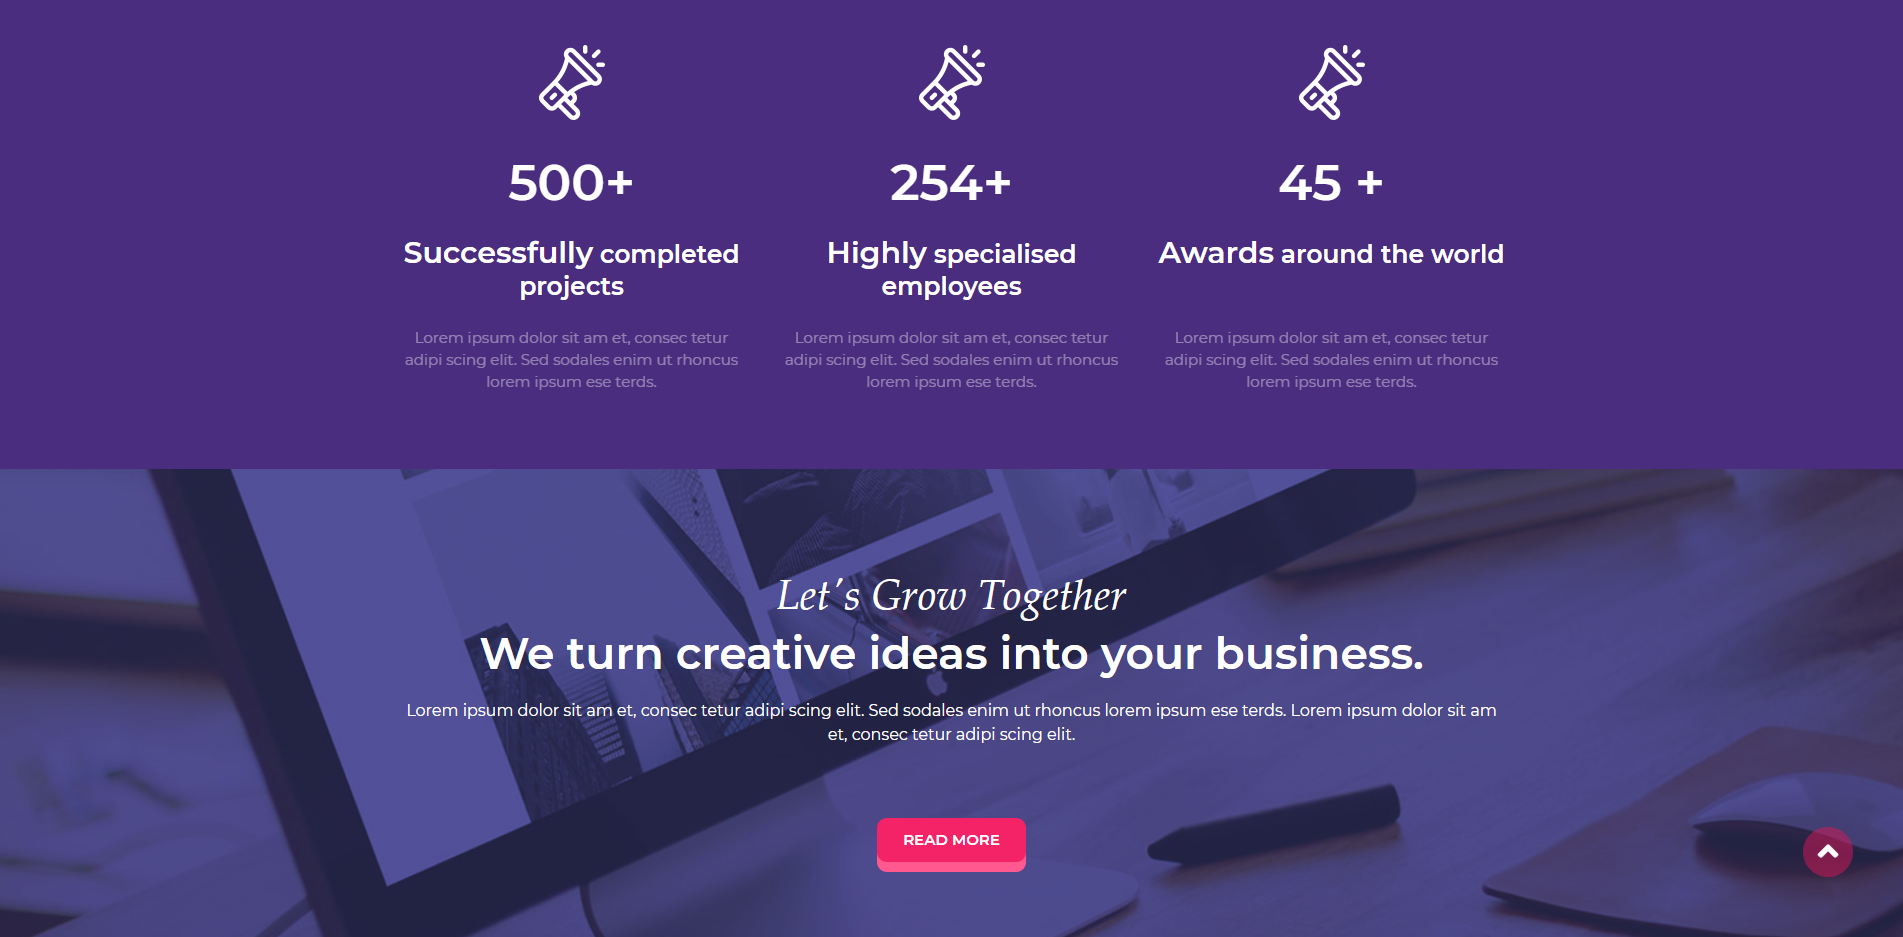 500+
254+
45 +
Successfully completed
projects
Highly specialised
employees
Awards around the world
Lorem ipsum dolor sit am et, consec tetur
adipi scing elit. Sed sodales enim ut rhoncus
lorem ipsum ese terds.
Lorem ipsum dolor sit am et, consec tetur
adipi scing elit. Sed sodales enim ut rhoncus
lorem ipsum ese terds.
Lorem ipsum dolor sit am et, consec tetur
adipi scing elit. Sed sodales enim ut rhoncus
lorem ipsum ese terds.
Let's Grow Together
We turn creative ideas into your business.
Lorem ipsum dolor sit am et, consec tetur adipi scing elit. Sed sodales enim ut rhoncus lorem ipsum ese terds. Lorem ipsum dolor sit am
et, consec tetur adipi scing elit.
READ MORE